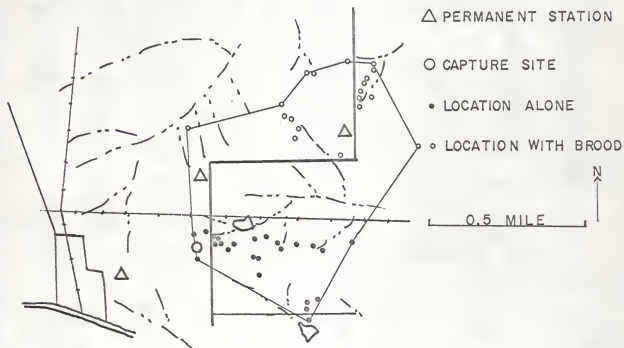 PERMANENT STATION
CAPTURE SITE
LOCATION ALONE
LOCATION WITH BROOD
N
0.5 MILE